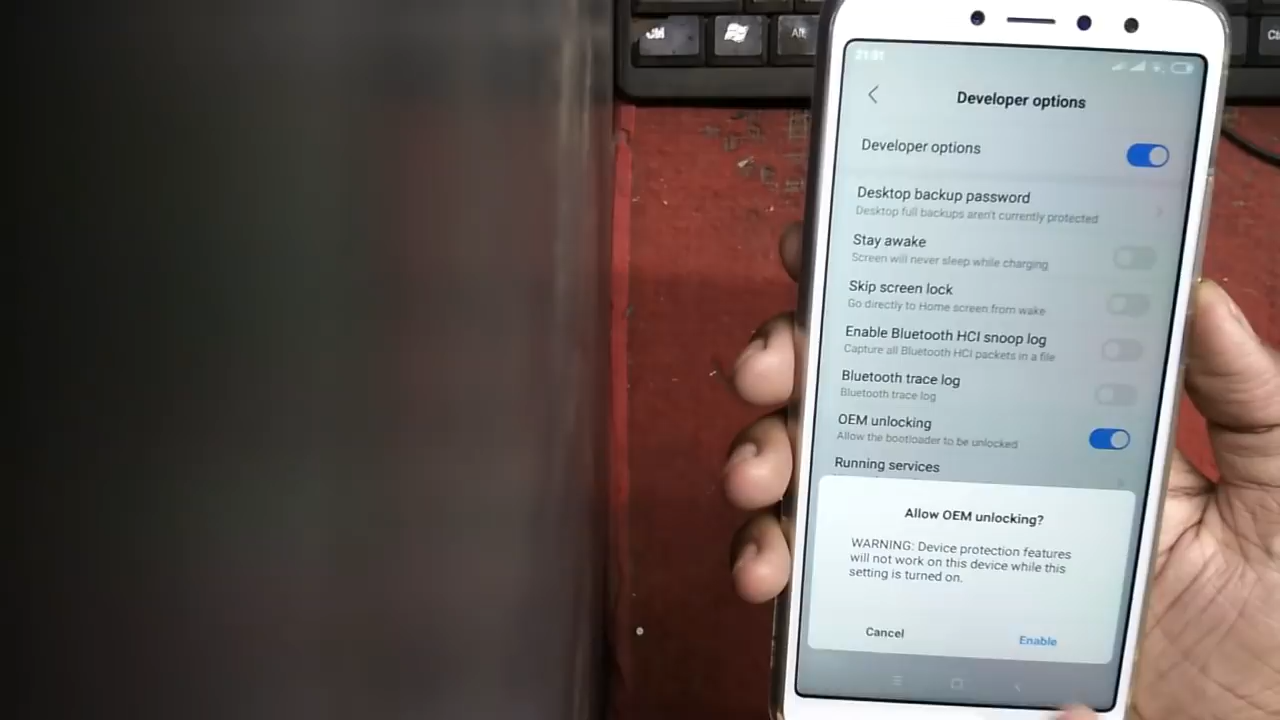 Alt
21:31
Developer options
Developer options
Desktop backup password
Desktop full backups aren't currently protected
Stay awake
Screen will never sleep while charging
Skip screen lock
Go directly to Home screen from wake
Enable Bluetooth HCI snoop log
Capture all Bluetooth HCI packets in a file
Bluetooth trace log
Bluetooth trace log
OEM unlocking
Allow the bootloader to be unlocked
Running services
Allow OEM unlocking?
WARNING: Device protection features
will not work on this device while this
setting is turned on.
Cancel
Enable